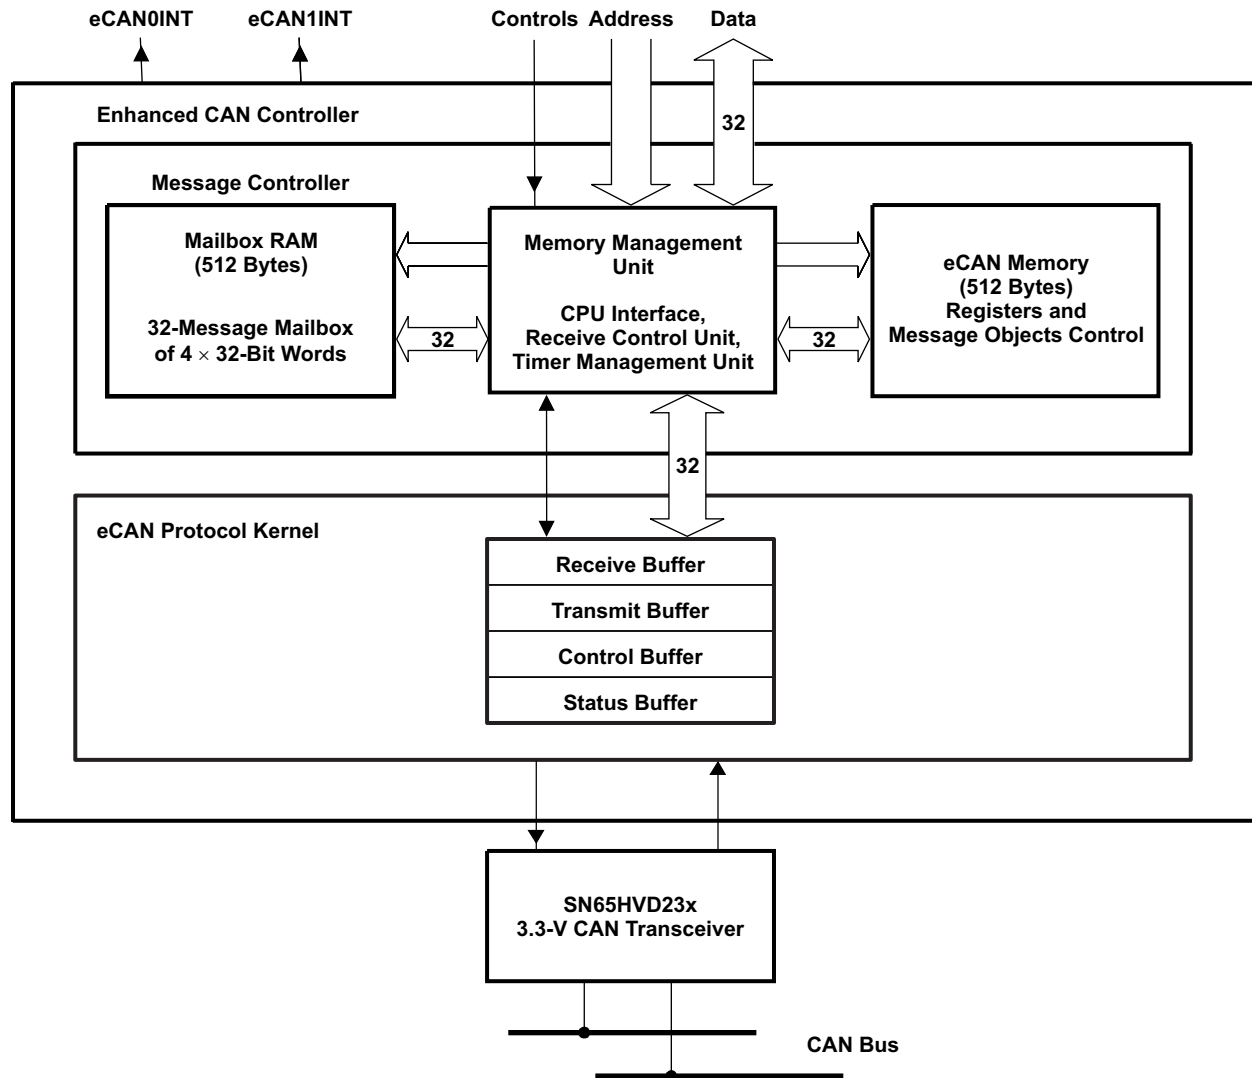 eCAN0INT
eCAN1INT
Controls
Address
Data
32
Enhanced CAN Controller
Message Controller
Mailbox RAM
(512 Bytes)
32-Message Mailbox
of 4 × 32-Bit Words
32
Memory Management
Unit
CPU Interface,
Receive Control Unit,
Timer Management Unit
32
eCAN Memory
(512 Bytes)
Registers and
Message Objects Control
32
eCAN Protocol Kernel
Receive Buffer
Transmit Buffer
Control Buffer
Status Buffer
SN65HVD23x
3.3-V CAN Transceiver
CAN Bus